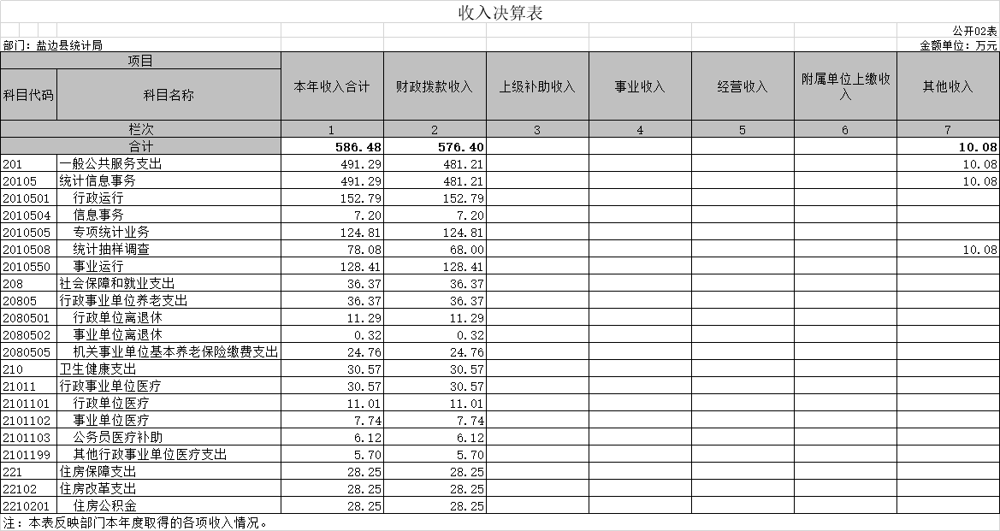 收入决算表
公开02表
部门：盐边县统计局 金额单位：万元
项目 本年收入合计 财政拨款收入 上级补助收入 事业收入 经营收入 附属单位上缴收入 其他收入
科目代码 科目名称
栏次 1 2 3 4 5 6 7
合计 586.48 576.40 10.08
201 一般公共服务支出 491.29 481.21 10.08
20105 统计信息事务 491.29 481.21 10.08
2010501 行政运行 152.79 152.79
2010504 信息事务 7.20 7.20
2010505 专项统计业务 124.81 124.81
2010508 统计抽样调查 78.08 68.00 10.08
2010550 事业运行 128.41 128.41
208 社会保障和就业支出 36.37 36.37
20805 行政事业单位养老支出 36.37 36.37
2080501 行政单位离退休 11.29 11.29
2080502 事业单位离退休 0.32 0.32
2080505 机关事业单位基本养老保险缴费支出 24.76 24.76
210 卫生健康支出 30.57 30.57
21011 行政事业单位医疗 30.57 30.57
2101101 行政单位医疗 11.01 11.01
2101102 事业单位医疗 7.74 7.74
2101103 公务员医疗补助 6.12 6.12
2101199 其他行政事业单位医疗支出 5.70 5.70
221 住房保障支出 28.25 28.25
22102 住房改革支出 28.25 28.25
2210201 住房公积金 28.25 28.25
注：本表反映部门本年度取得的各项收入情况。